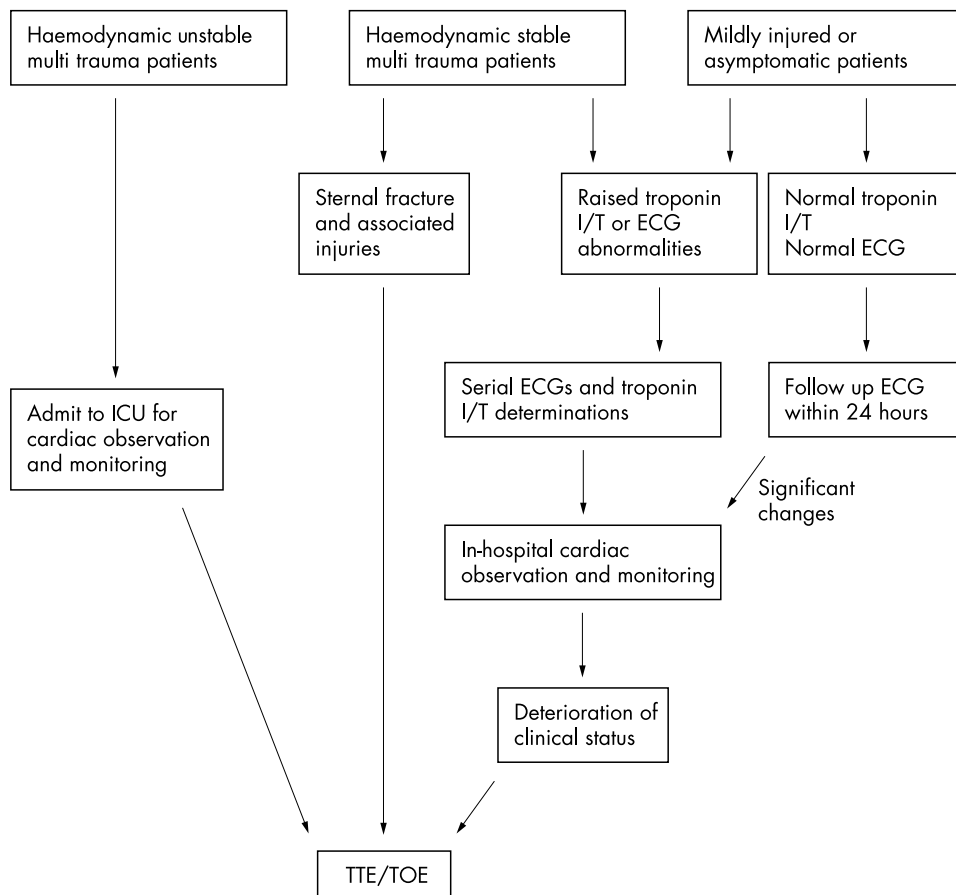 Haemodynamic unstable
multi trauma patients
Haemodynamic stable
multi trauma patients
Mildly injured or
asymptomatic patients
Sternal fracture
and associated
injuries
Raised troponin
I/T or ECG
abnormalities
Normal troponin
I/T
Normal ECG
Admit to ICU for
cardiac observation
and monitoring
Serial ECGs and troponin
I/T determinations
Follow up ECG
within 24 hours
Significant
changes
In-hospital cardiac
observation and monitoring
Deterioration of
clinical status
TTE/TOE